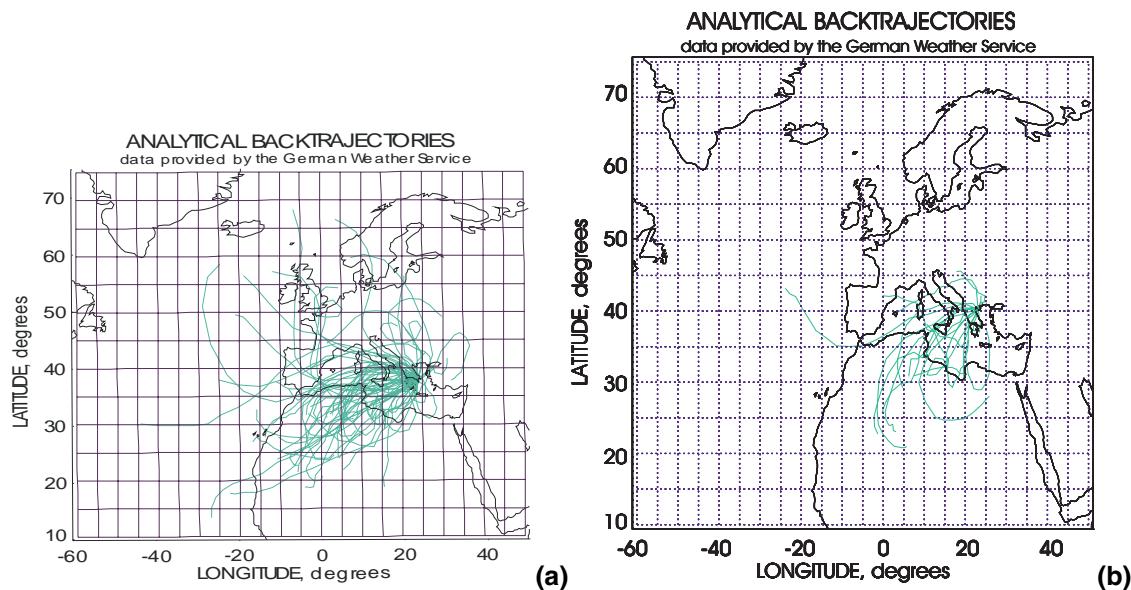 ANALYTICAL BACKTRAJECTORIES
data provided by the German Weather Service
LATITUDE, degrees
70
60
50
40
30
20
10
-60
-40
-20
0
20
40
LONGITUDE, degrees
(a)
ANALYTICAL BACKTRAJECTORIES
data provided by the German Weather Service
LATITUDE, degrees
70
60
50
40
30
20
10
-60
-40
-20
0
20
40
LONGITUDE, degrees
(b)